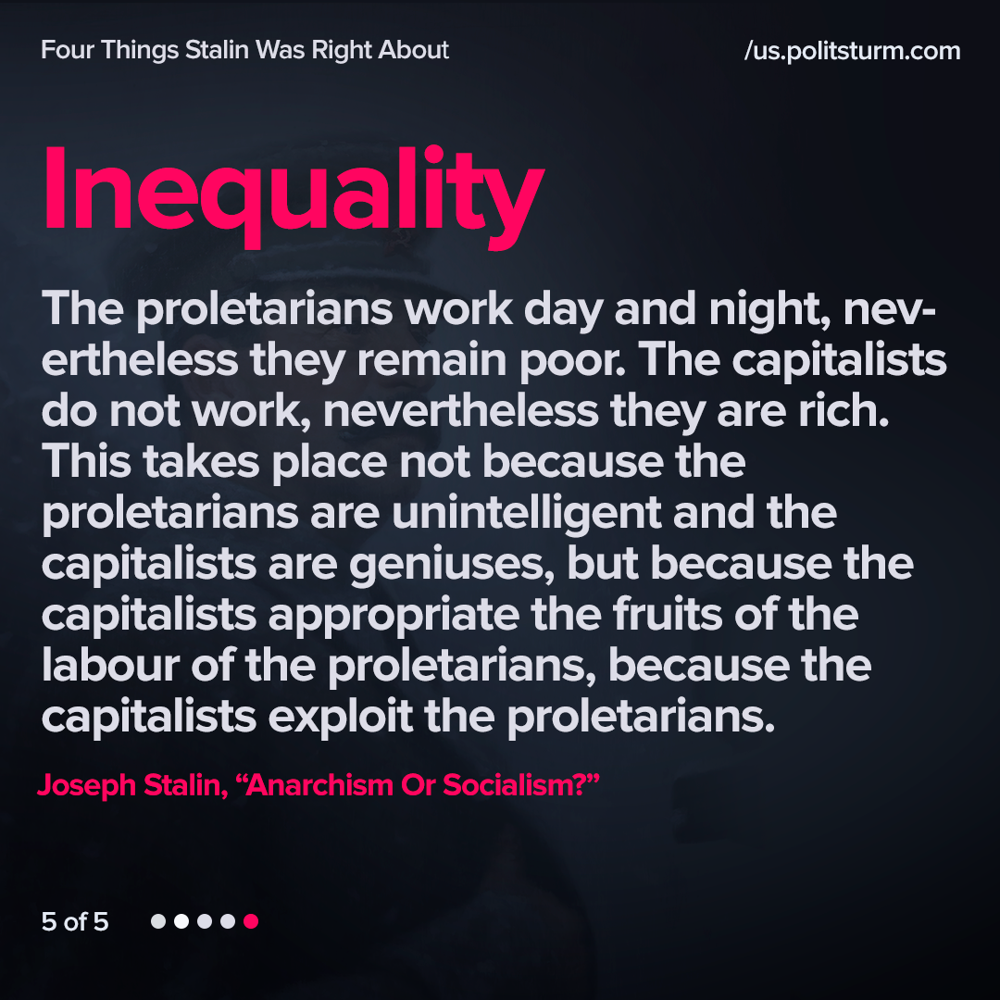 Four Things Stalin Was Right About
/us.politsturm.com
Inequality
The proletarians work day and night, nev-
ertheless they remain poor. The capitalists
do not work, nevertheless they are rich.
This takes place not because the
proletarians are unintelligent and the
capitalists are geniuses, but because the
capitalists appropriate the fruits of the
labour of the proletarians, because the
capitalists exploit the proletarians.
Joseph Stalin, “Anarchism Or Socialism?”
5 of 5